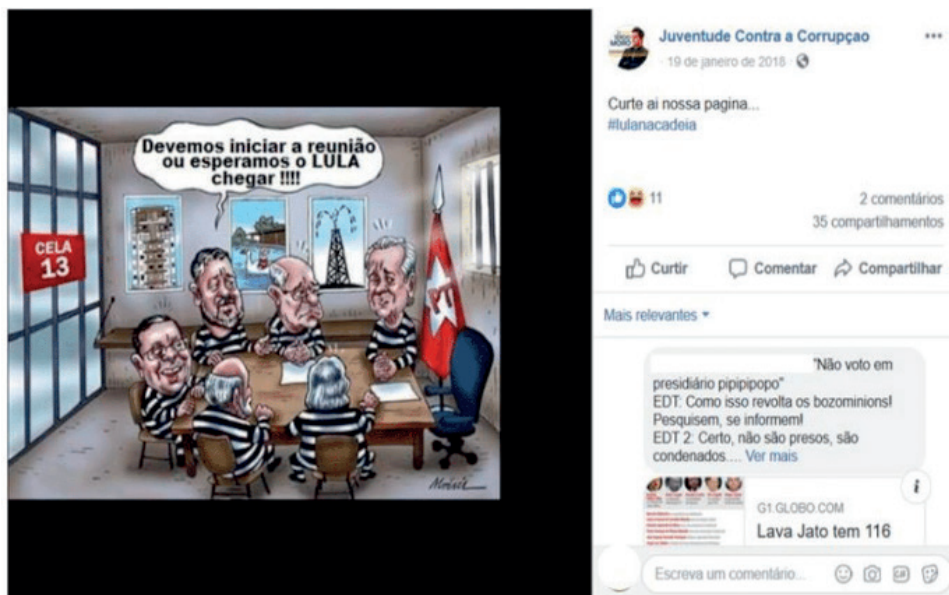 Devemos iniciar a reunião
ou esperamos o LULA
chegar !!!!
CELA
13
Juventude Contra a Corrupçao
19 de janeiro de 2018
Curte ai nossa pagina...
#lulanacadeia
11
2 comentários
35 compartilhamentos
Curtir Comentar Compartilhar
Mais relevantes
"Não voto em
presidiário pipipipopo"
EDT: Como isso revolta os bozominions!
Pesquisem, se informem!
EDT 2: Certo, não são presos, são
condenados.... Ver mais
G1.GLOBO.COM
Lava Jato tem 116
Escreva um comentário...
GIF